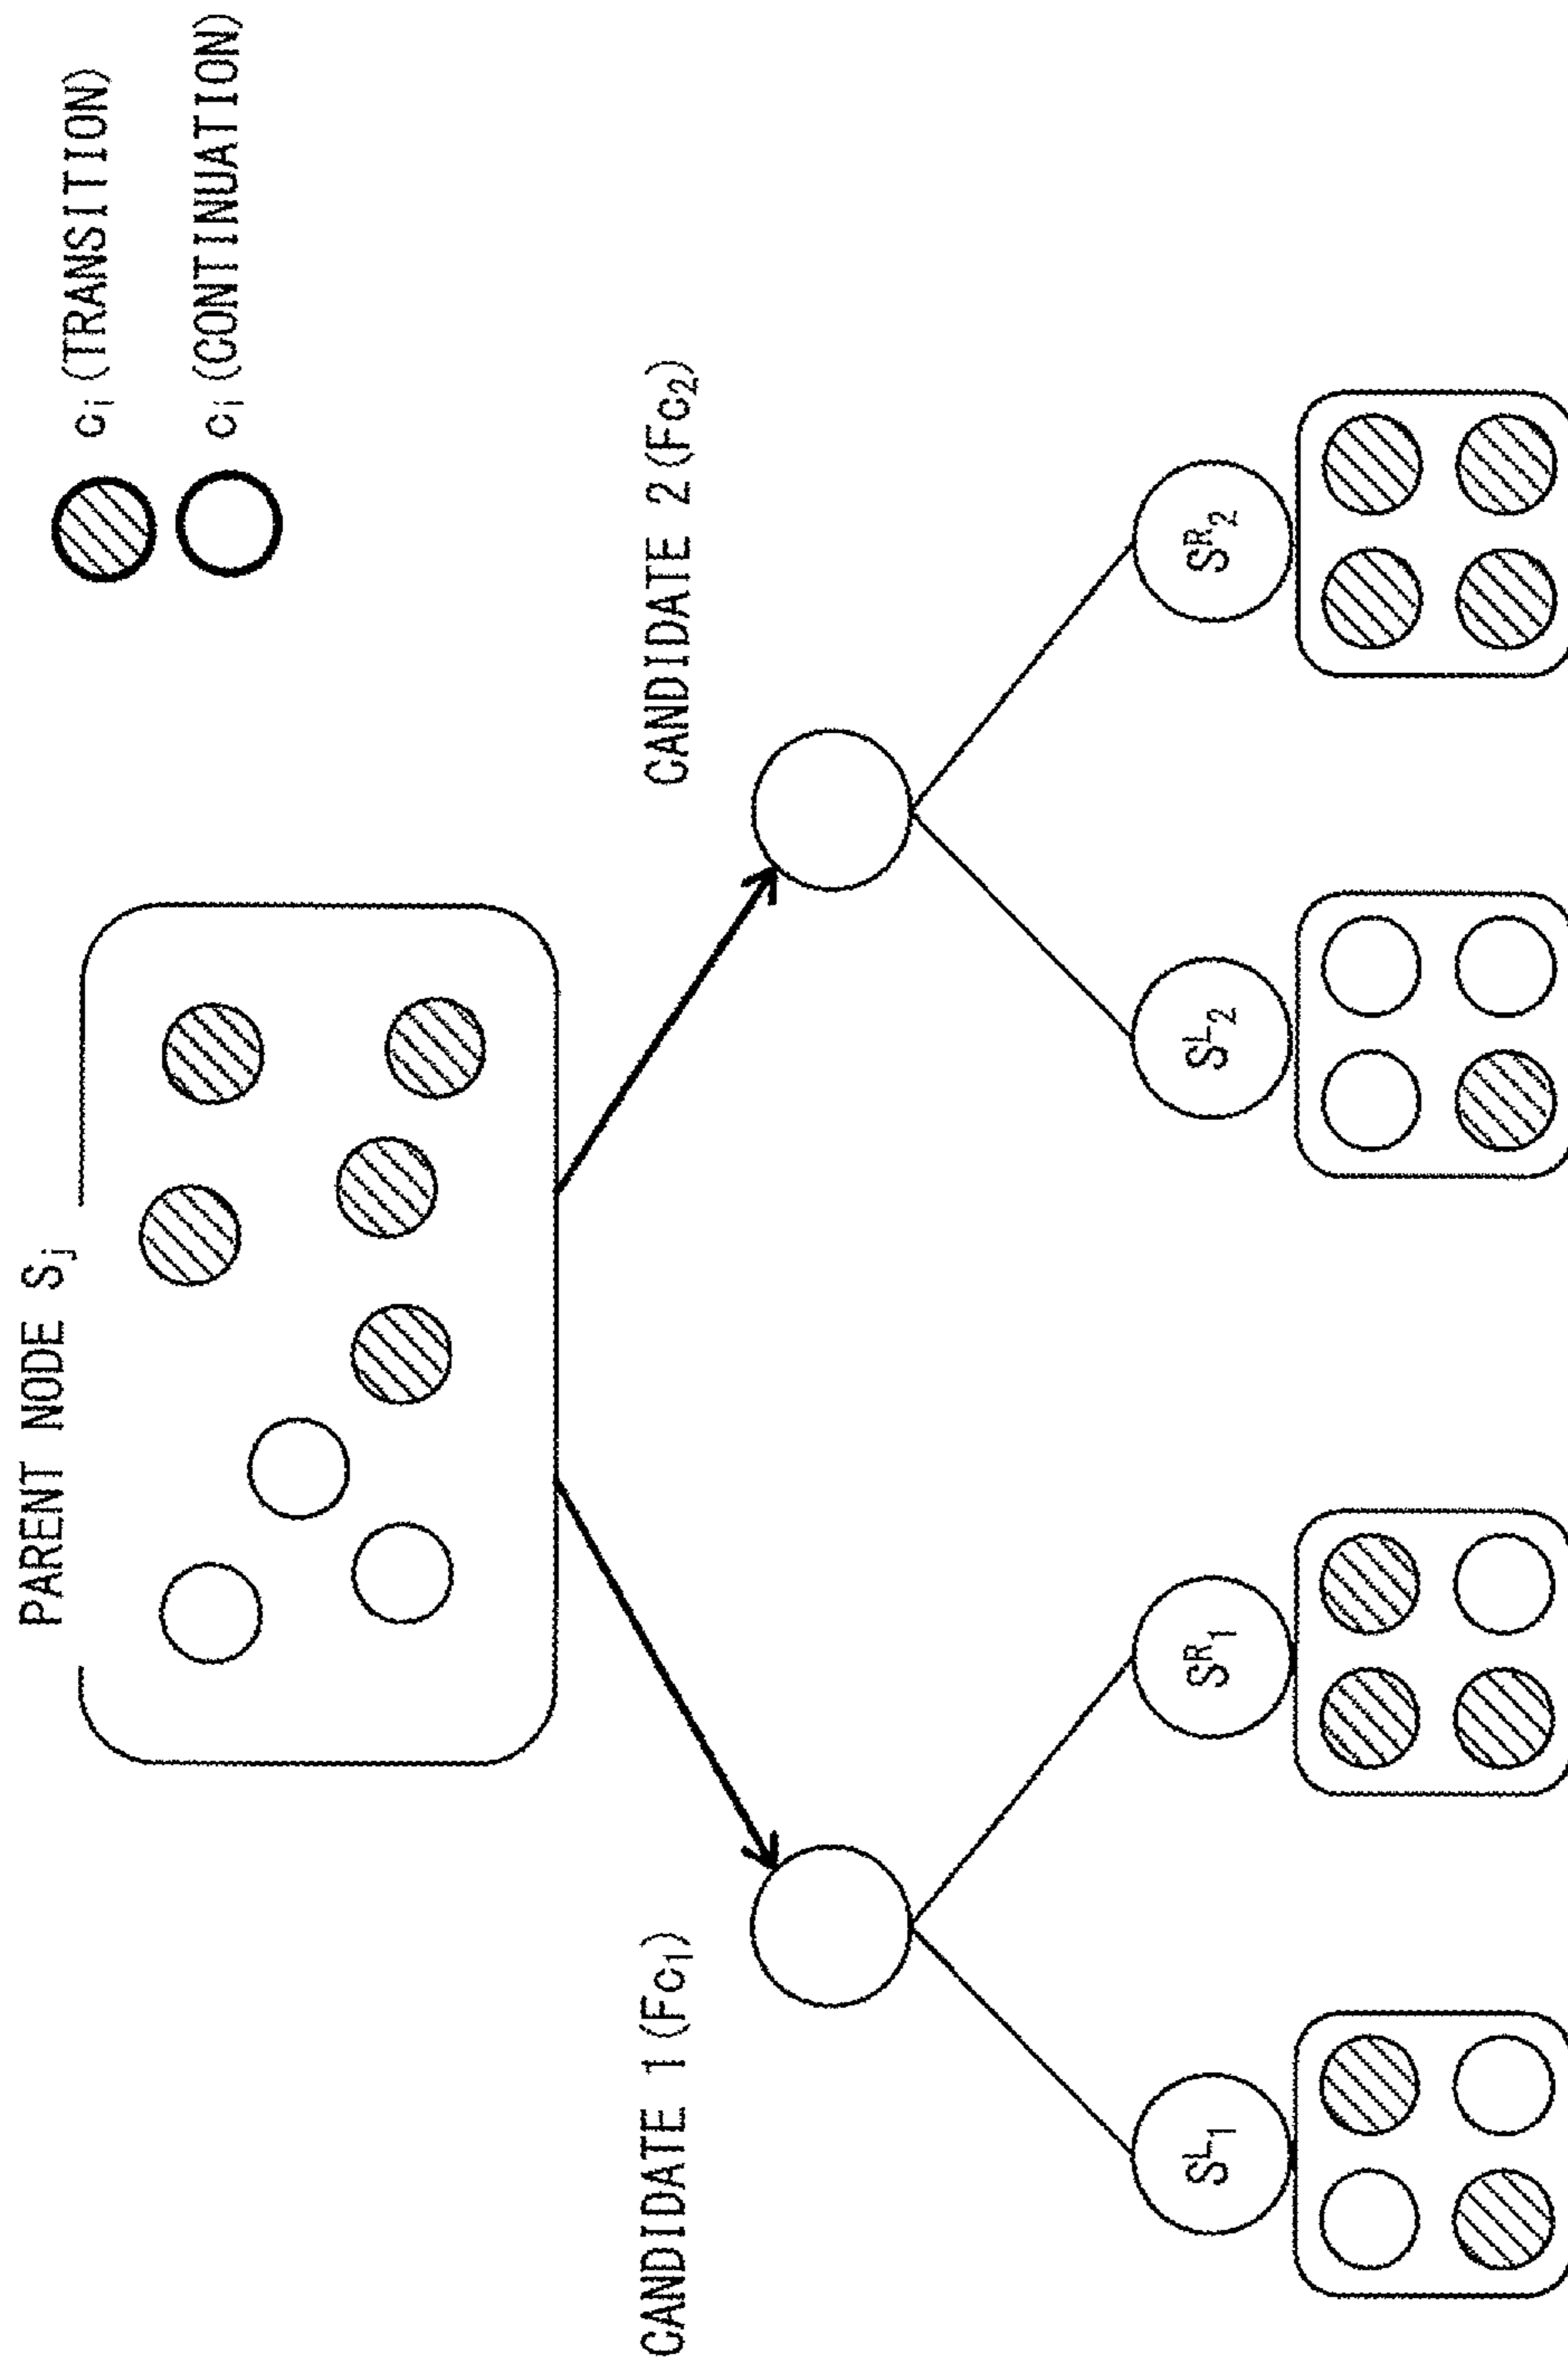 PARENT NODE Sj
ci (TRANSITION)
ci (CONTINUATION)
CANDIDATE 1 (Fc1)
CANDIDATE 2 (Fc2)
SL1
SR1
SL2
SR2